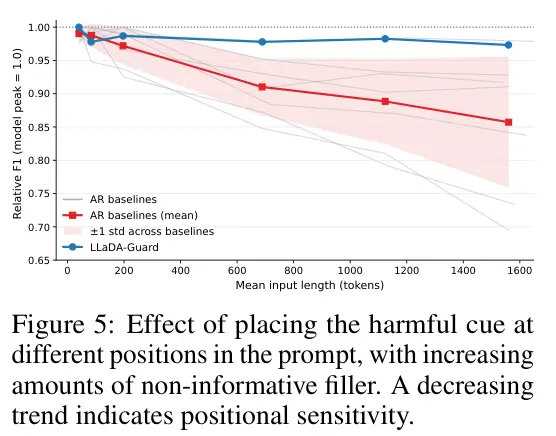 1.00
0.95
0.90
0.85
0.80
0.75
0.70
0.65
Relative F1 (model peak = 1.0)
AR baselines
AR baselines (mean)
±1 std across baselines
LLaDA-Guard
0 200 400 600 800 1000 1200 1400 1600
Mean input length (tokens)
Figure 5: Effect of placing the harmful cue at
different positions in the prompt, with increasing
amounts of non-informative filler. A decreasing
trend indicates positional sensitivity.